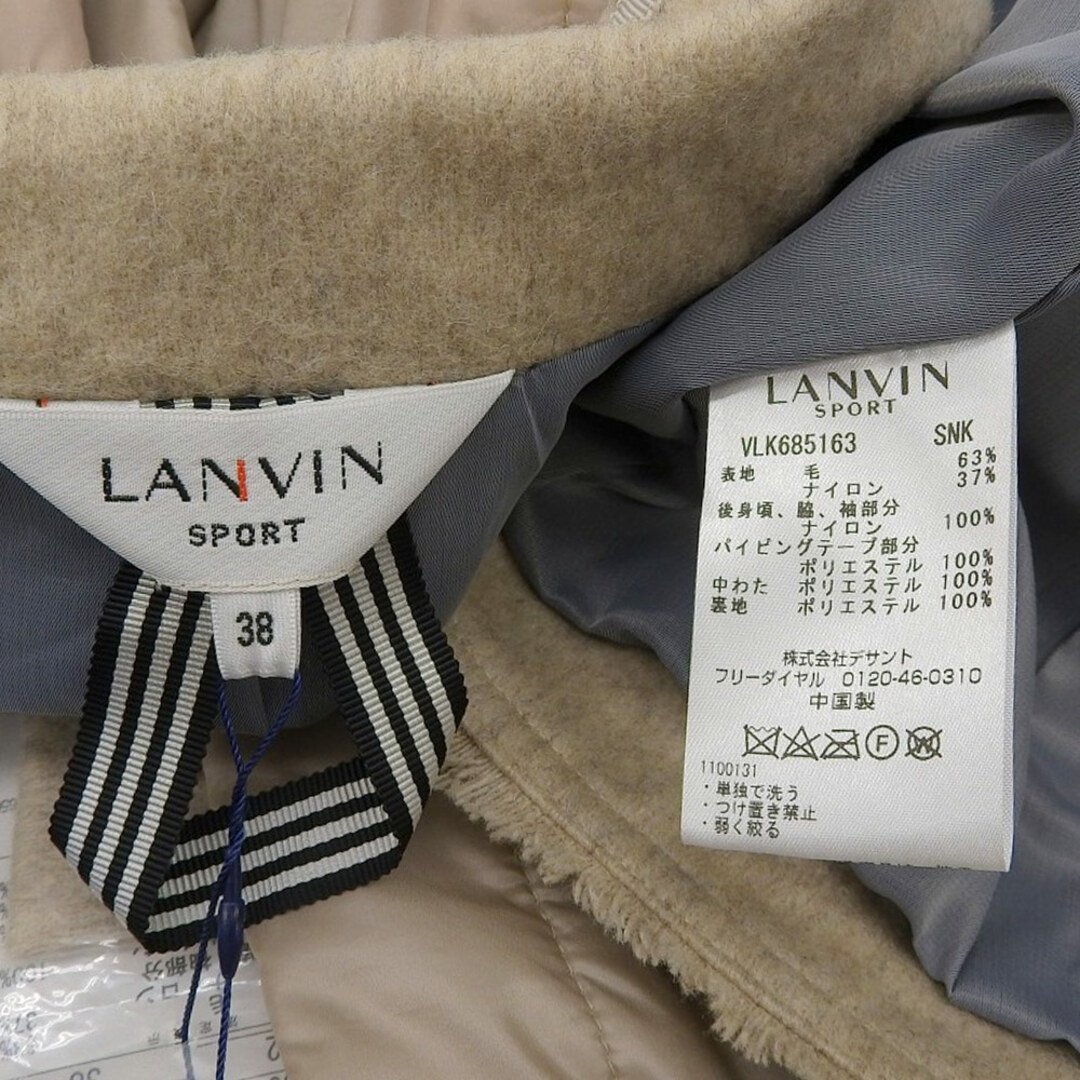 LANVIN
SPORT
38
LANVIN
SPORT
VLK685163 SNK
表地 毛 63%
ナイロン 37%
後身頃、脇、袖部分
ナイロン 100%
パイピングテープ部分
ポリエステル 100%
中わた ポリエステル 100%
裏地 ポリエステル 100%
株式会社デサント
フリーダイヤル 0120-46-0310
中国製
F W
1100131
・単独で洗う
・つけ置き禁止
・弱く絞る